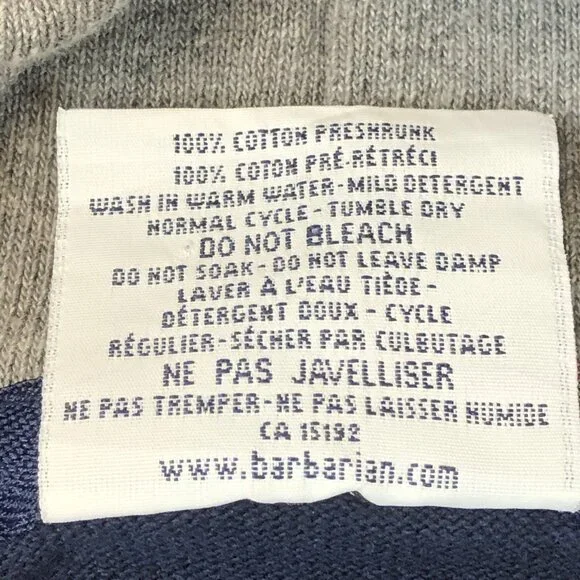 100% COTTON PRESHRUNK
100% COTON PRÉ-RÉTRÉCI
WASH IN WARM WATER-MILD DETERGENT
NORMAL CYCLE-TUMBLE DRY
DO NOT BLEACH
DO NOT SOAK-DO NOT LEAVE DAMP
LAVER À L'EAU TIÈDE-
DÉTERGENT DOUX - CYCLE
RÉGULIER-SÉCHER PAR CULBUTAGE
NE PAS JAVELLISER
NE PAS TREMPER-NE PAS LAISSER HUMIDE
CA 15192
www.barbarian.com